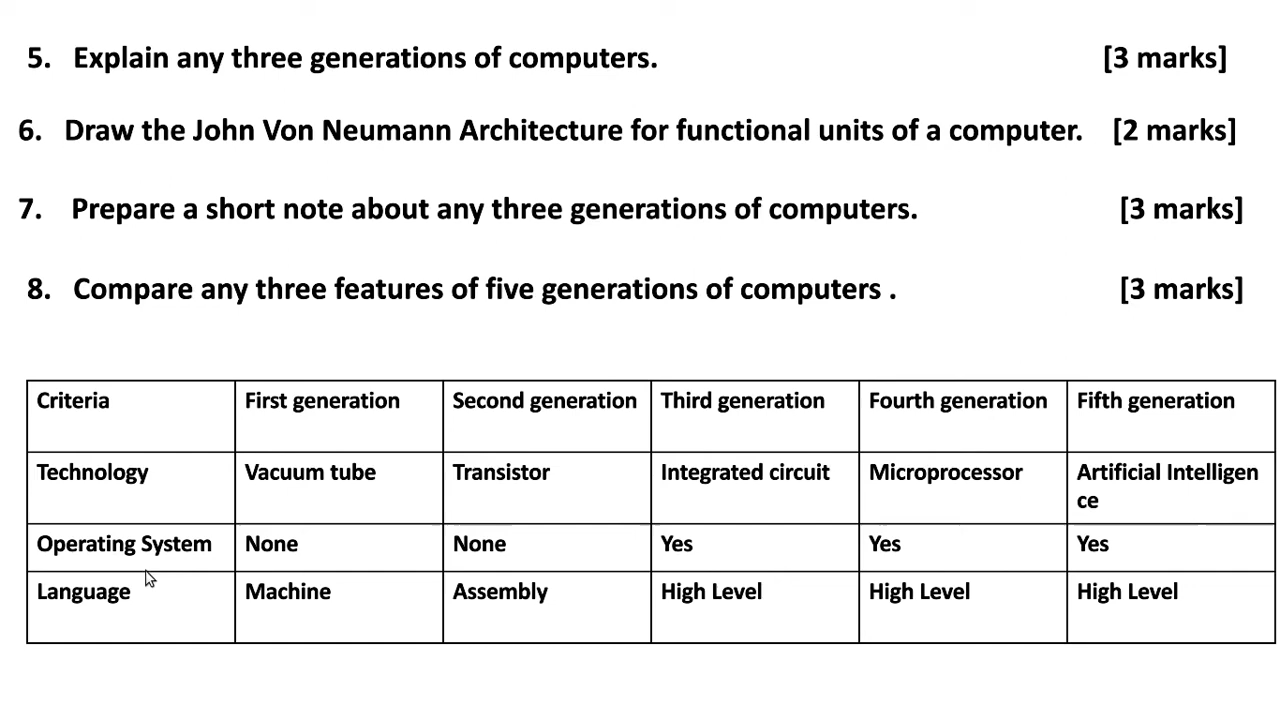 5. Explain any three generations of computers. [3 marks]
6. Draw the John Von Neumann Architecture for functional units of a computer. [2 marks]
7. Prepare a short note about any three generations of computers. [3 marks]
8. Compare any three features of five generations of computers . [3 marks]
Criteria First generation Second generation Third generation Fourth generation Fifth generation
Technology Vacuum tube Transistor Integrated circuit Microprocessor Artificial Intelligen
ce
Operating System None None Yes Yes Yes
Language Machine Assembly High Level High Level High Level